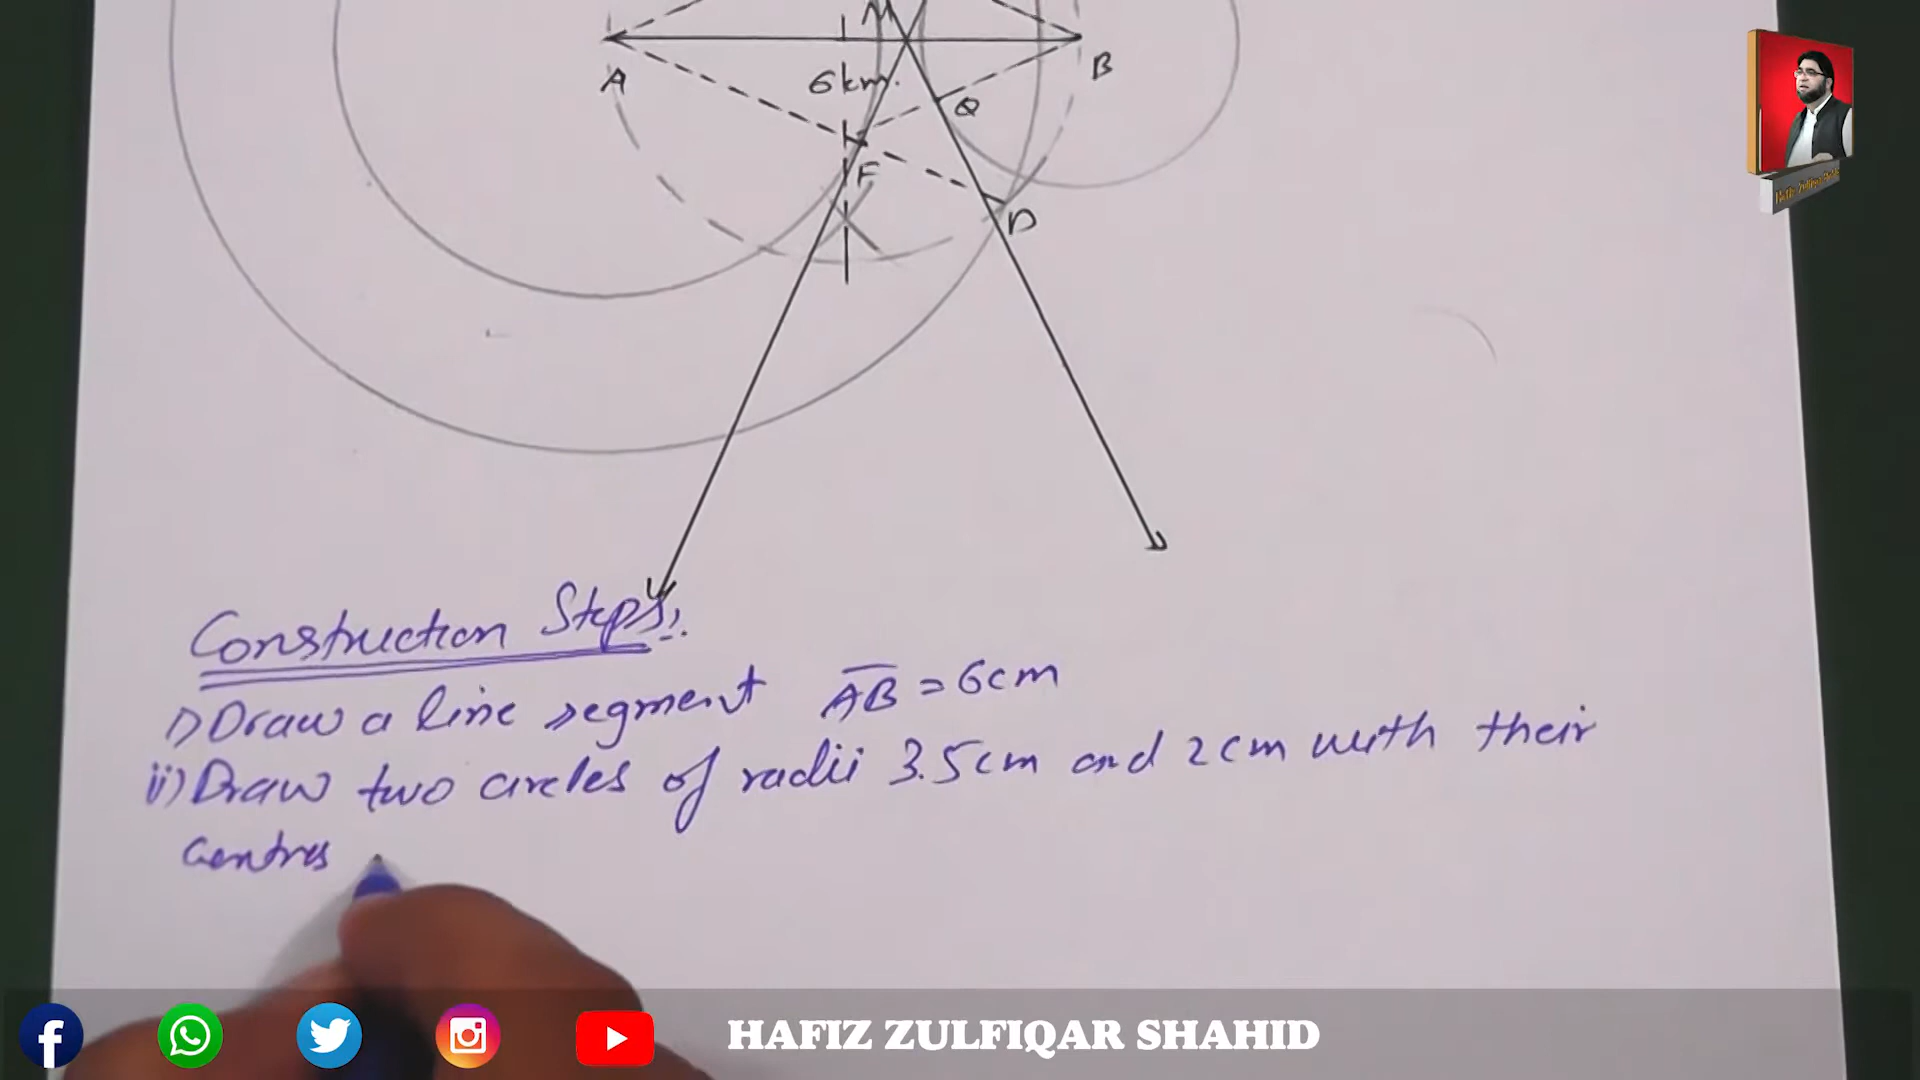 M
A
B
6km.
Q
F
D
Construction Steps:
i) Draw a line segment AB = 6cm
ii) Draw two circles of radii 3.5cm and 2cm with their
centres
f
HAFIZ ZULFIQAR SHAHID